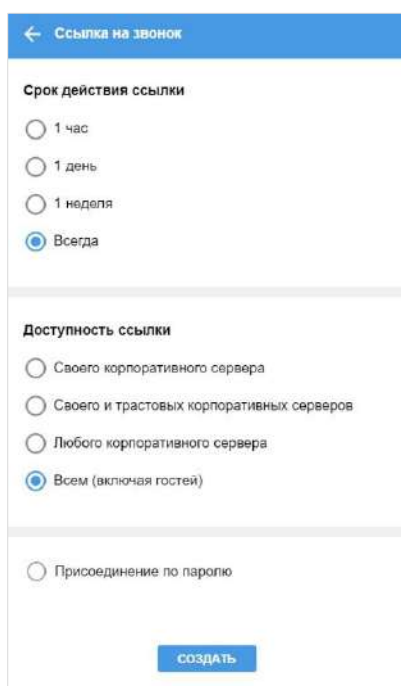 Ссылка на звонок
Срок действия ссылки
1 час
1 день
1 неделя
Всегда
Доступность ссылки
Своего корпоративного сервера
Своего и трастовых корпоративных серверов
Любого корпоративного сервера
Всем (включая гостей)
Присоединение по паролю
СОЗДАТЬ